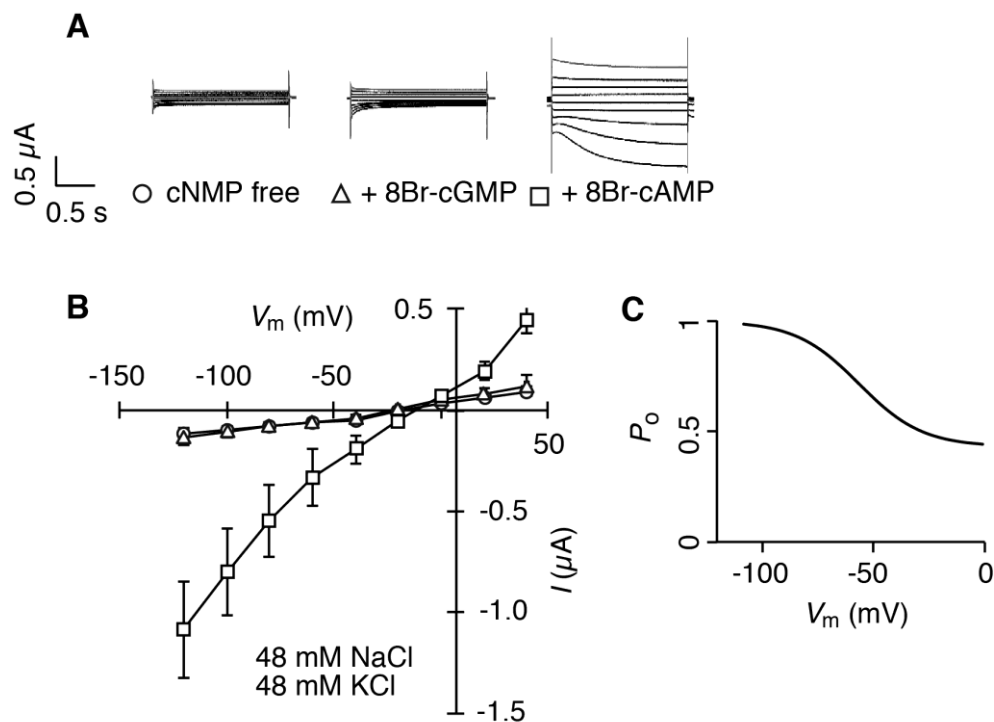 A
0.5 µA
0.5 s
cNMP free
+ 8Br-cGMP
+ 8Br-cAMP
B
Vm (mV)
0.5
-150
-100
-50
50
-0.5
-1.0
-1.5
I (µA)
48 mM NaCl
48 mM KCl
C
1
0.5
0
Po
-100
-50
0
Vm (mV)